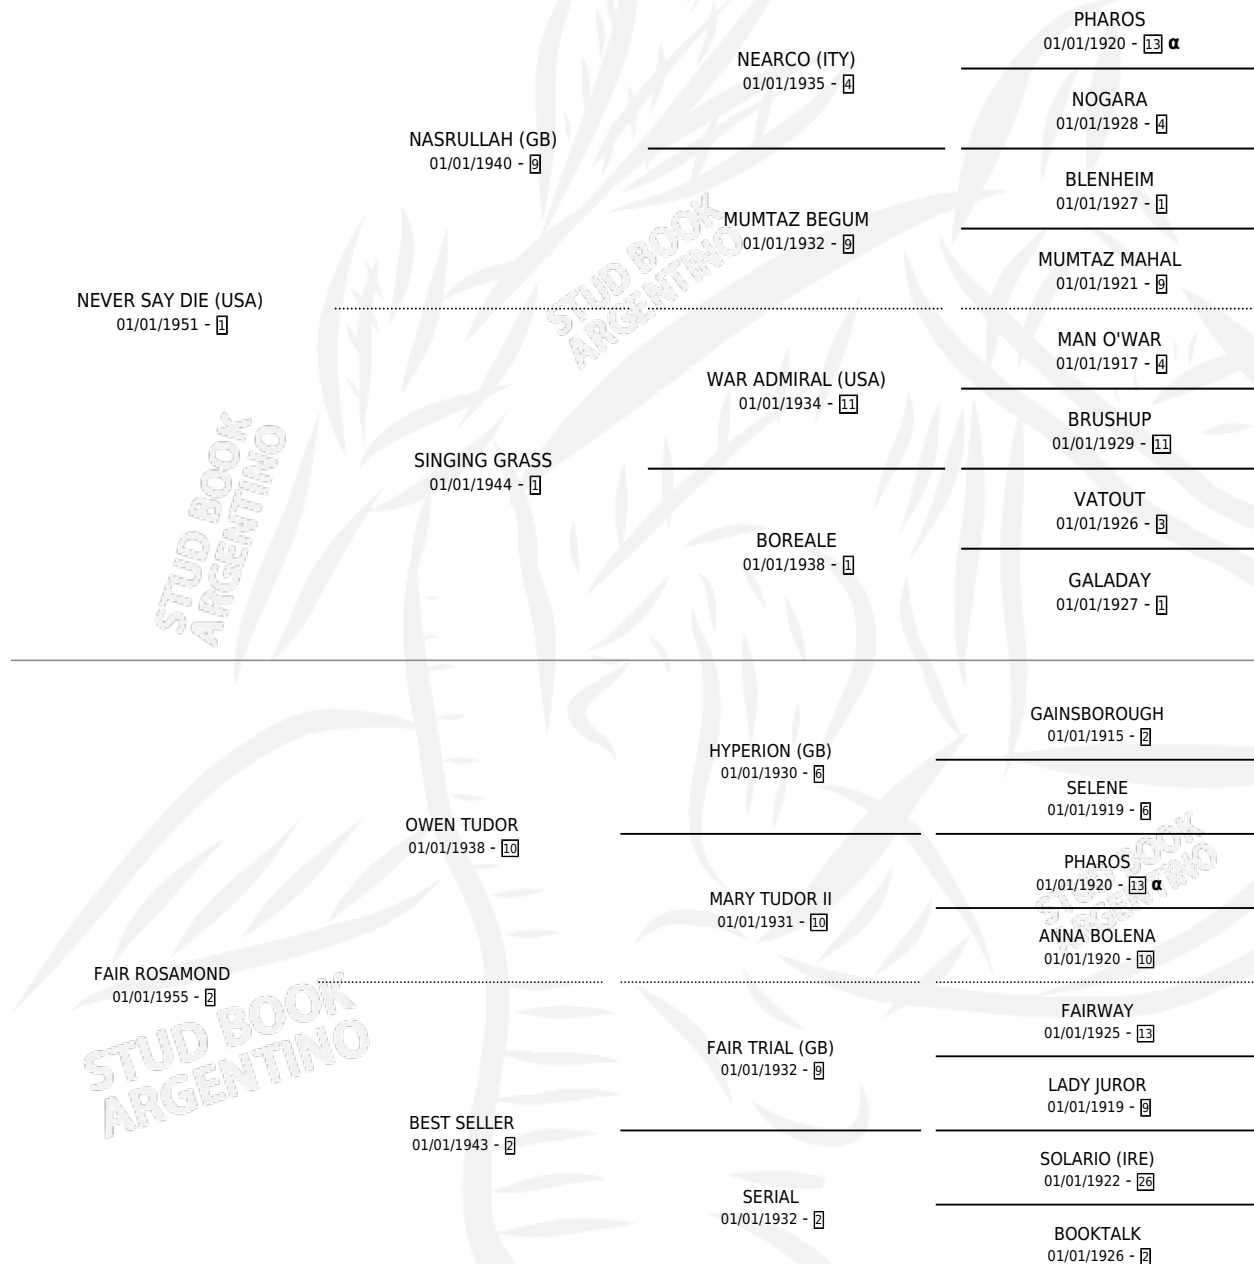 PHAROS
01/01/1920 - 13 α
NEARCO (ITY)
01/01/1935 - 4
NOGARA
01/01/1928 - 4
NASRULLAH (GB)
01/01/1940 - 9
BLENHEIM
01/01/1927 - 1
MUMTAZ BEGUM
01/01/1932 - 9
MUMTAZ MAHAL
01/01/1921 - 9
NEVER SAY DIE (USA)
01/01/1951 - 1
STUD BOOK
ARGENTINO
MAN O'WAR
01/01/1917 - 4
WAR ADMIRAL (USA)
01/01/1934 - 11
BRUSHUP
01/01/1929 - 11
SINGING GRASS
01/01/1944 - 1
VATOUT
01/01/1926 - 3
BOREALE
01/01/1938 - 1
GALADAY
01/01/1927 - 1
STUD BOOK
ARGENTINO
GAINSBOROUGH
01/01/1915 - 2
HYPERION (GB)
01/01/1930 - 6
SELENE
01/01/1919 - 6
OWEN TUDOR
01/01/1938 - 10
PHAROS
01/01/1920 - 13 α
MARY TUDOR II
01/01/1931 - 10
ANNA BOLENA
01/01/1920 - 10
STUD BOOK
ARGENTINO
FAIR ROSAMOND
01/01/1955 - 2
STUD BOOK
ARGENTINO
FAIRWAY
01/01/1925 - 13
FAIR TRIAL (GB)
01/01/1932 - 9
LADY JUROR
01/01/1919 - 9
BEST SELLER
01/01/1943 - 2
SOLARIO (IRE)
01/01/1922 - 26
SERIAL
01/01/1932 - 2
BOOKTALK
01/01/1926 - 2